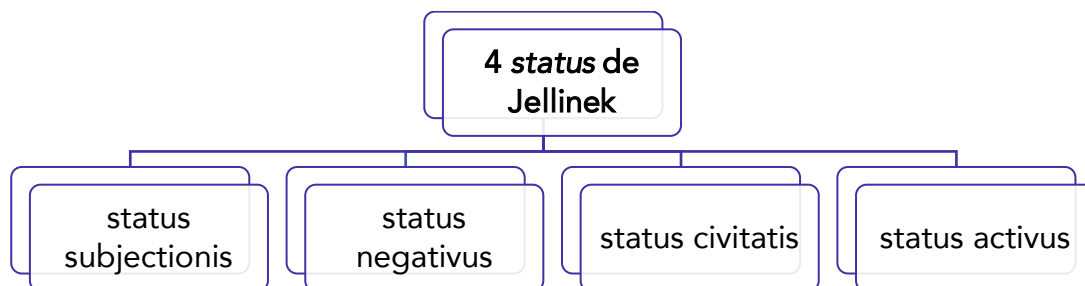 4 status de
Jellinek
status
subjectionis
status
negativus
status civitatis
status activus